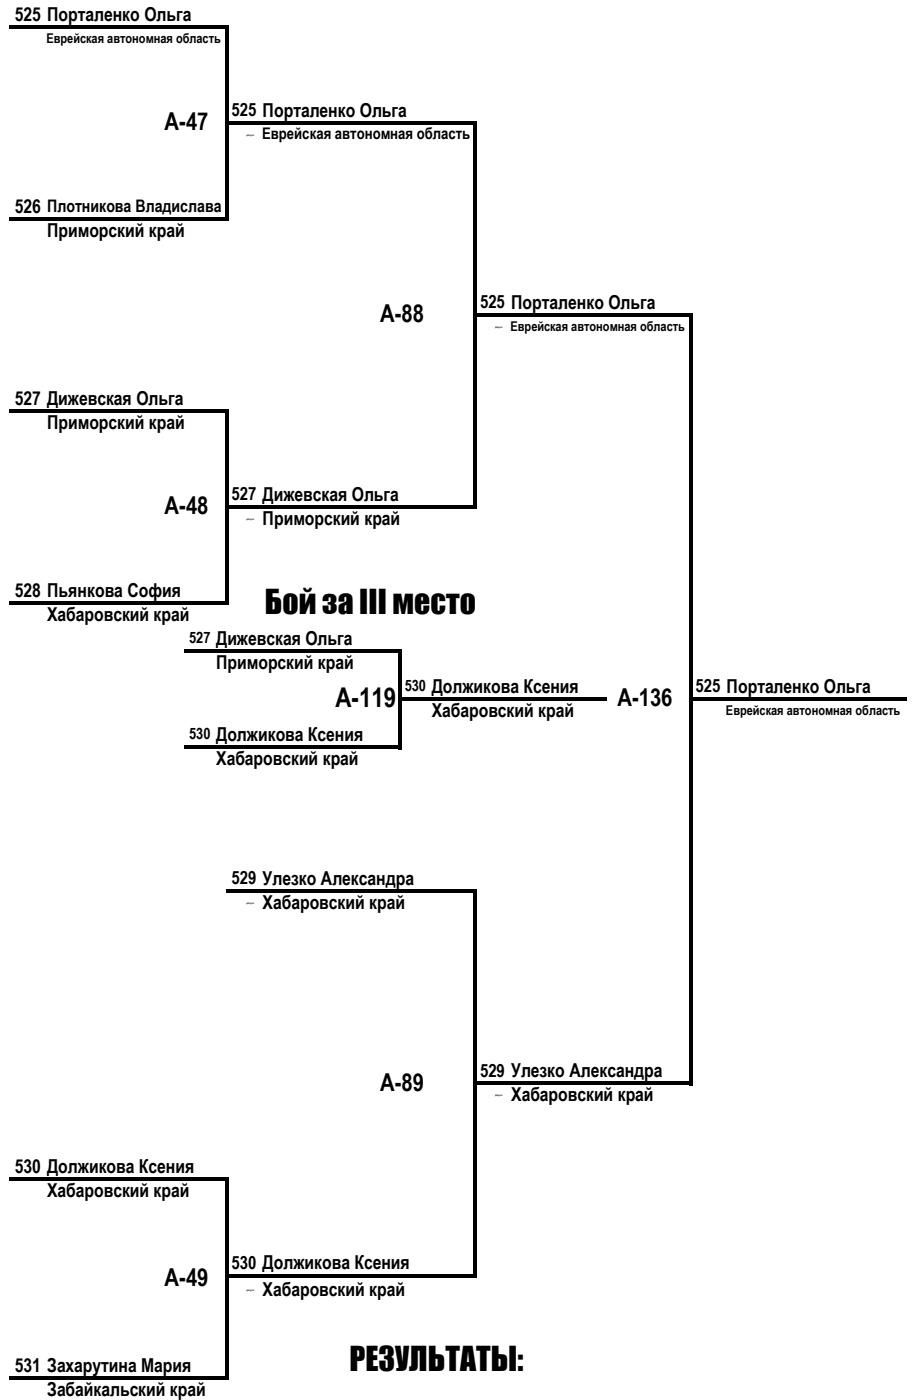 525 Порталенко Ольга
Еврейская автономная область
А-47
525 Порталенко Ольга
– Еврейская автономная область
526 Плотникова Владислава
Приморский край
А-88
525 Порталенко Ольга
– Еврейская автономная область
527 Дижевская Ольга
Приморский край
А-48
527 Дижевская Ольга
– Приморский край
528 Пьянкова София
Хабаровский край
Бой за III место
527 Дижевская Ольга
Приморский край
А-119
530 Должикова Ксения
Хабаровский край
А-136
525 Порталенко Ольга
Еврейская автономная область
530 Должикова Ксения
Хабаровский край
529 Улезко Александра
– Хабаровский край
А-89
529 Улезко Александра
– Хабаровский край
530 Должикова Ксения
Хабаровский край
А-49
530 Должикова Ксения
– Хабаровский край
531 Захарутина Мария
Забайкальский край
РЕЗУЛЬТАТЫ: